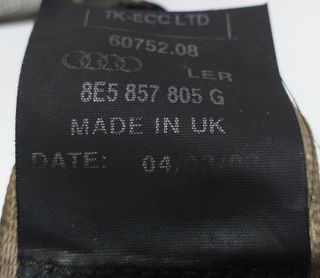 TK-ECC LTD
60752.08
LER
8E5 857 805 G
MADE IN UK
DATE: